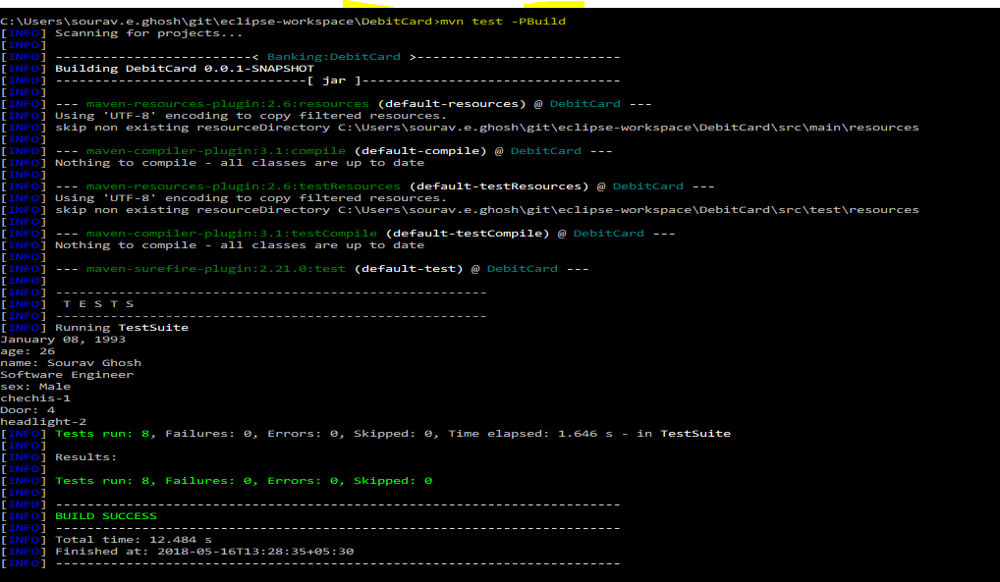 C:\Users\sourav.e.ghosh\git\eclipse-workspace\DebitCard>mvn test -PBuild
[INFO] Scanning for projects...
[INFO]
[INFO] -------------------------< Banking:DebitCard >--------------------------
[INFO] Building DebitCard 0.0.1-SNAPSHOT
[INFO] --------------------------------[ jar ]---------------------------------
[INFO]
[INFO] --- maven-resources-plugin:2.6:resources (default-resources) @ DebitCard ---
[INFO] Using 'UTF-8' encoding to copy filtered resources.
[INFO] skip non existing resourceDirectory C:\Users\sourav.e.ghosh\git\eclipse-workspace\DebitCard\src\main\resources
[INFO]
[INFO] --- maven-compiler-plugin:3.1:compile (default-compile) @ DebitCard ---
[INFO] Nothing to compile - all classes are up to date
[INFO]
[INFO] --- maven-resources-plugin:2.6:testResources (default-testResources) @ DebitCard ---
[INFO] Using 'UTF-8' encoding to copy filtered resources.
[INFO] skip non existing resourceDirectory C:\Users\sourav.e.ghosh\git\eclipse-workspace\DebitCard\src\test\resources
[INFO]
[INFO] --- maven-compiler-plugin:3.1:testCompile (default-testCompile) @ DebitCard ---
[INFO] Nothing to compile - all classes are up to date
[INFO]
[INFO] --- maven-surefire-plugin:2.21.0:test (default-test) @ DebitCard ---
[INFO]
[INFO] -------------------------------------------------------
[INFO]  T E S T S
[INFO] -------------------------------------------------------
[INFO] Running TestSuite
January 08, 1993
age: 26
name: Sourav Ghosh
Software Engineer
sex: Male
chechis-1
Door: 4
headlight-2
[INFO] Tests run: 8, Failures: 0, Errors: 0, Skipped: 0, Time elapsed: 1.646 s - in TestSuite
[INFO]
[INFO] Results:
[INFO]
[INFO] Tests run: 8, Failures: 0, Errors: 0, Skipped: 0
[INFO]
[INFO] ------------------------------------------------------------------------
[INFO] BUILD SUCCESS
[INFO] ------------------------------------------------------------------------
[INFO] Total time: 12.484 s
[INFO] Finished at: 2018-05-16T13:28:35+05:30
[INFO] ------------------------------------------------------------------------